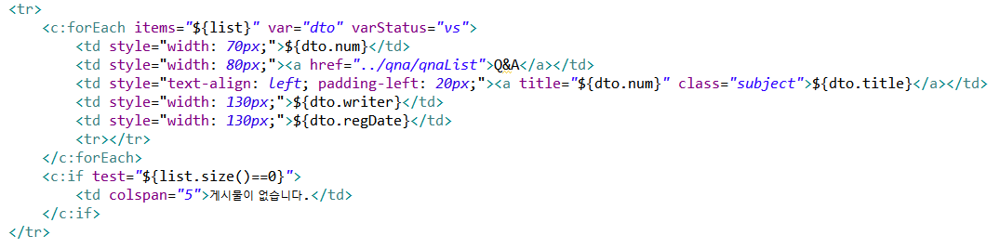 <tr>
    <c:forEach items="${list}" var="dto" varStatus="vs">
        <td style="width: 70px;">${dto.num}</td>
        <td style="width: 80px;"><a href="../qna/qnaList">Q&A</a></td>
        <td style="text-align: left; padding-left: 20px;"><a title="${dto.num}" class="subject">${dto.title}</a></td>
        <td style="width: 130px;">${dto.writer}</td>
        <td style="width: 130px;">${dto.regDate}</td>
        <tr></tr>
    </c:forEach>
    <c:if test="${list.size()==0}">
        <td colspan="5">게시물이 없습니다.</td>
    </c:if>
</tr>